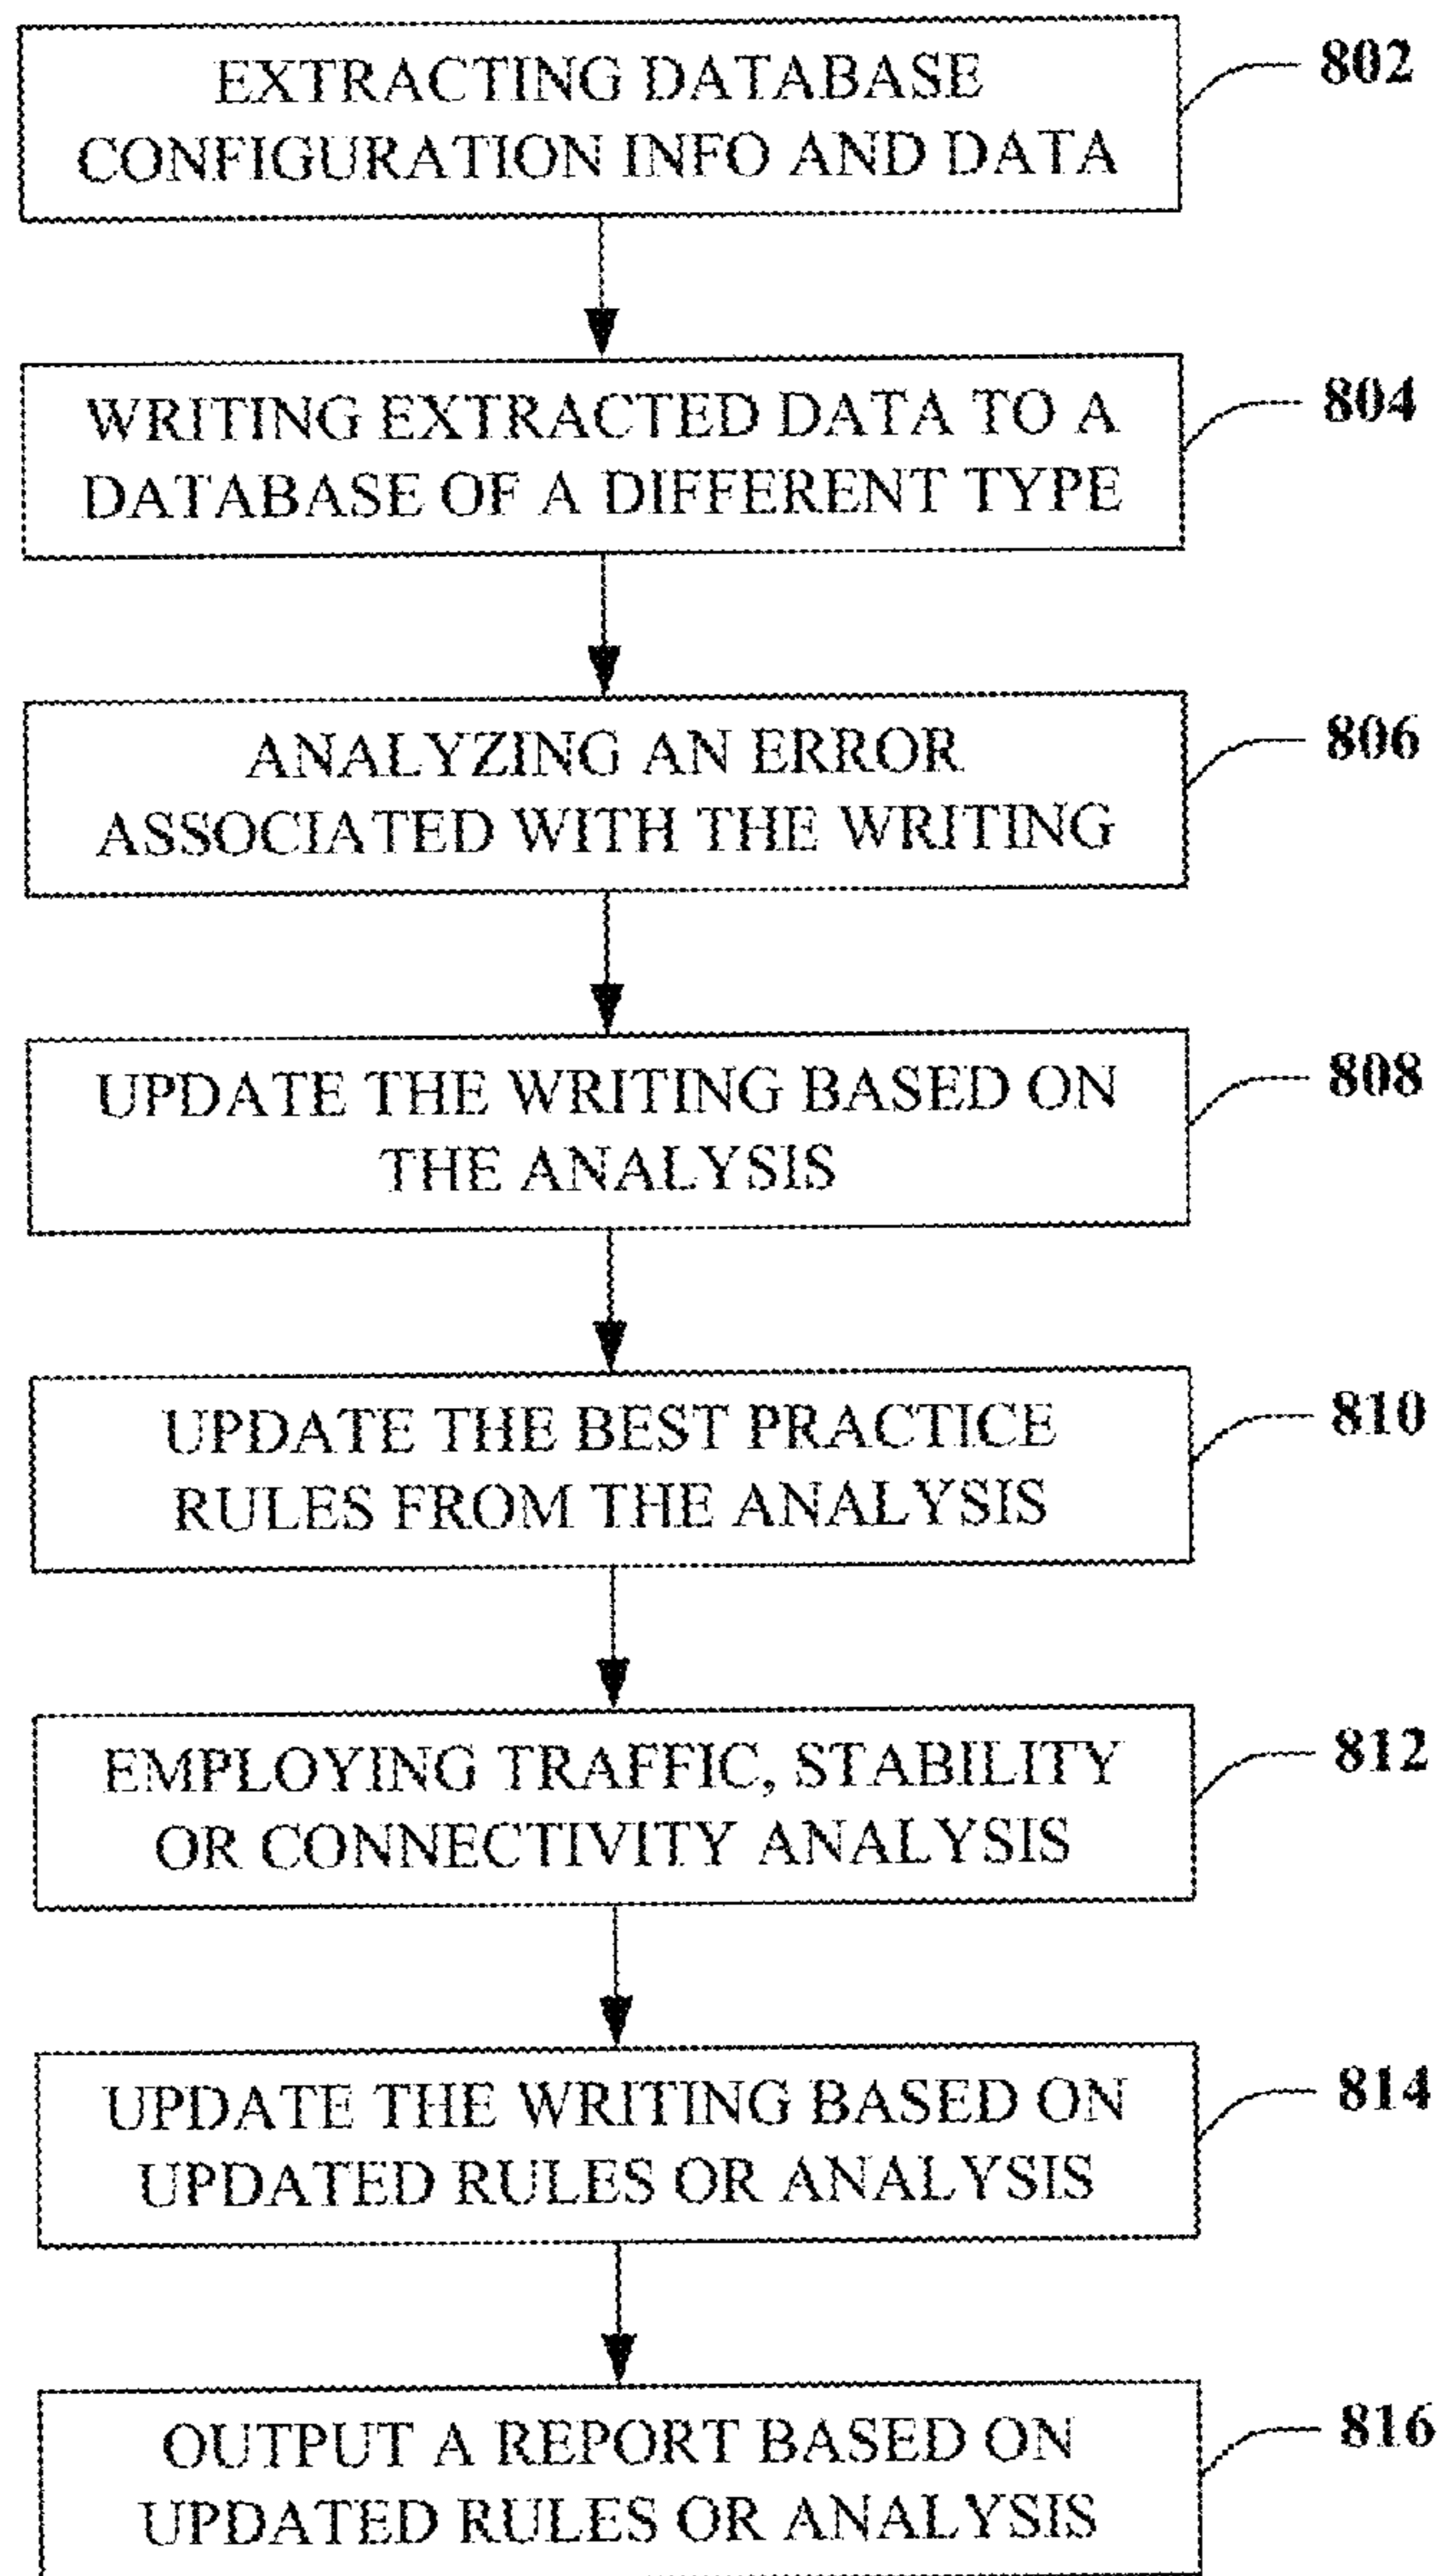 EXTRACTING DATABASE
CONFIGURATION INFO AND DATA
802
WRITING EXTRACTED DATA TO A
DATABASE OF A DIFFERENT TYPE
804
ANALYZING AN ERROR
ASSOCIATED WITH THE WRITING
806
UPDATE THE WRITING BASED ON
THE ANALYSIS
808
UPDATE THE BEST PRACTICE
RULES FROM THE ANALYSIS
810
EMPLOYING TRAFFIC, STABILITY
OR CONNECTIVITY ANALYSIS
812
UPDATE THE WRITING BASED ON
UPDATED RULES OR ANALYSIS
814
OUTPUT A REPORT BASED ON
UPDATED RULES OR ANALYSIS
816